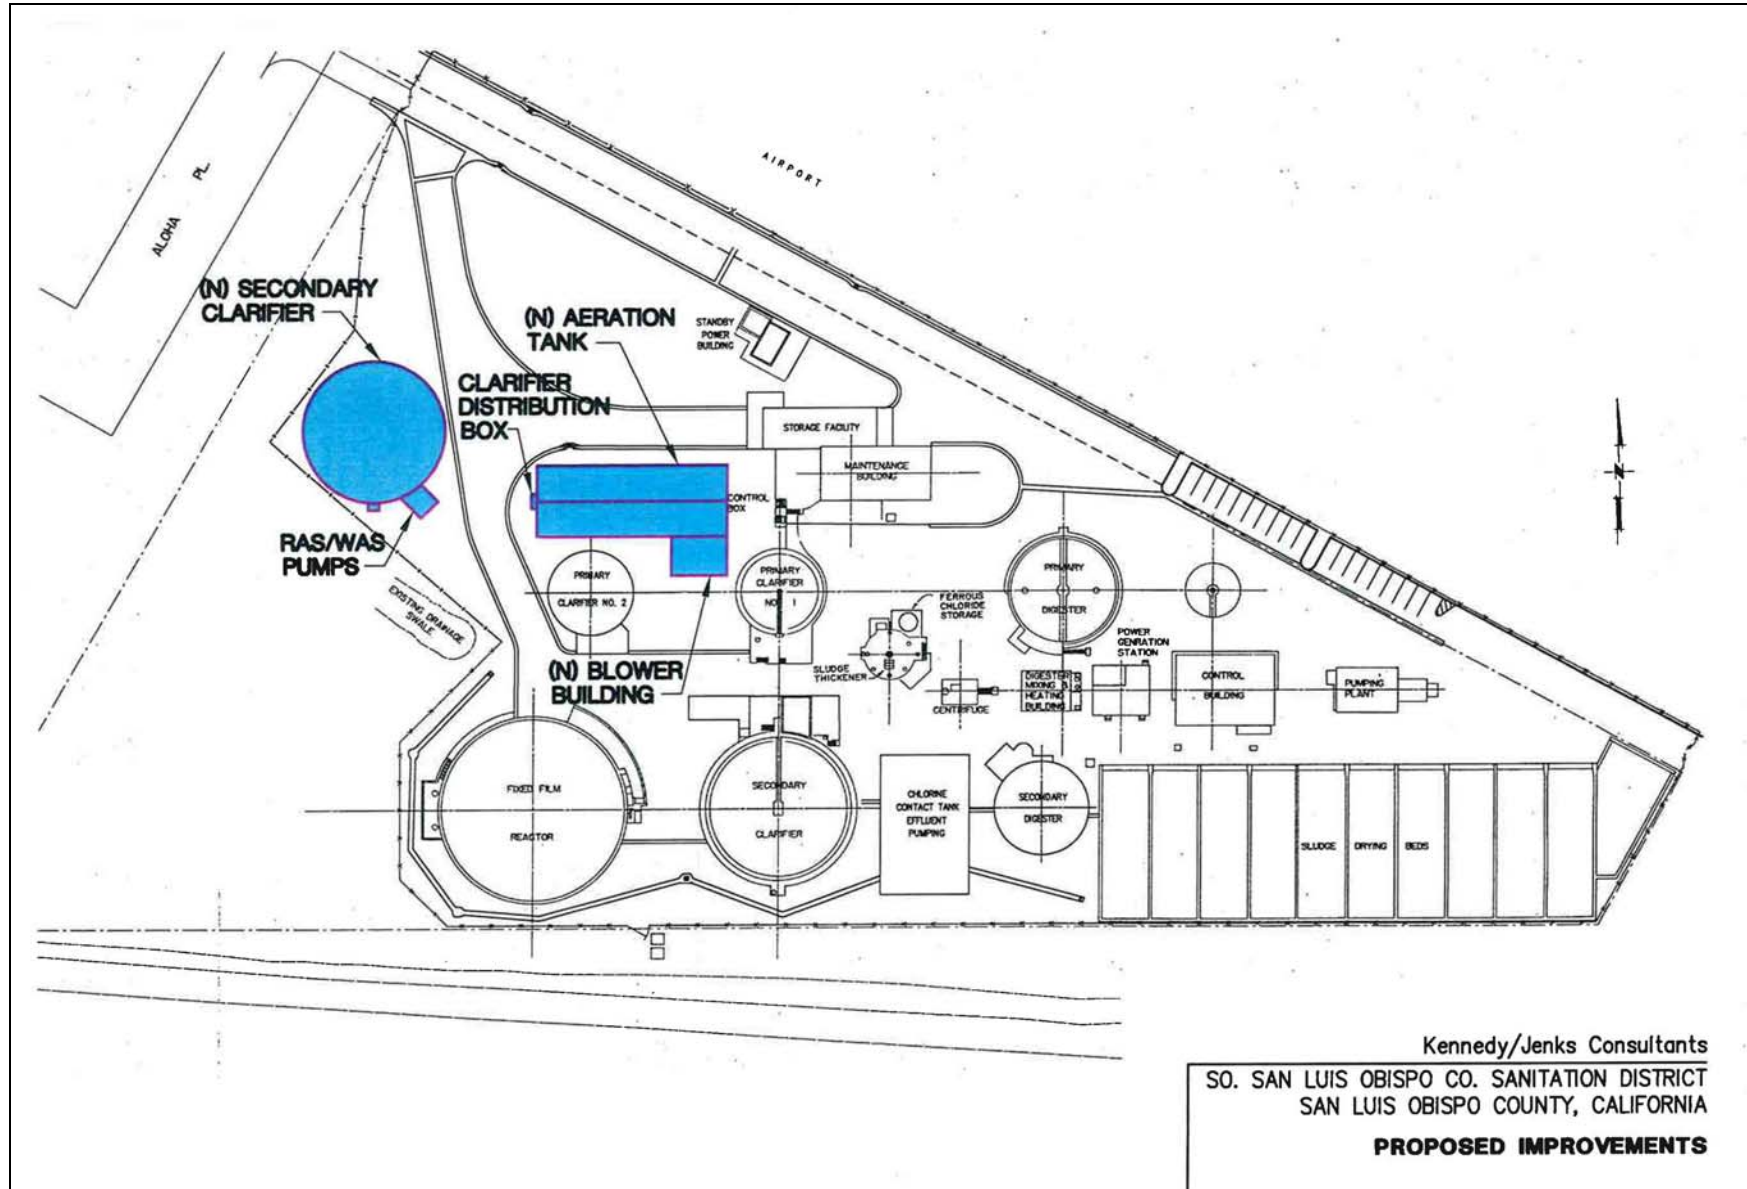 AIRPORT
ALOHA PL.
(N) SECONDARY
CLARIFIER
(N) AERATION
TANK
STANDBY
POWER
BUILDING
CLARIFIER
DISTRIBUTION
BOX
STORAGE FACILITY
MAINTENANCE
BUILDING
CONTROL
BOX
RAS/WAS
PUMPS
EXISTING DRAINAGE
SWALE
PRIMARY
CLARIFIER NO. 2
PRIMARY
CLARIFIER
NO. 1
FERROUS
CHLORIDE
STORAGE
PRIMARY
DIGESTER
POWER
GENRATION
STATION
(N) BLOWER
BUILDING
SLUDGE
THICKENER
CENTRIFUGE
DIGESTER
MIXING
HEATING
BUILDING
CONTROL
BUILDING
PUMPING
PLANT
FIXED FILM
REACTOR
SECONDARY
CLARIFIER
CHLORINE
CONTACT TANK
EFFLUENT
PUMPING
SECONDARY
DIGESTER
SLUDGE DRYING BEDS
N
Kennedy/Jenks Consultants
SO. SAN LUIS OBISPO CO. SANITATION DISTRICT
SAN LUIS OBISPO COUNTY, CALIFORNIA
PROPOSED IMPROVEMENTS